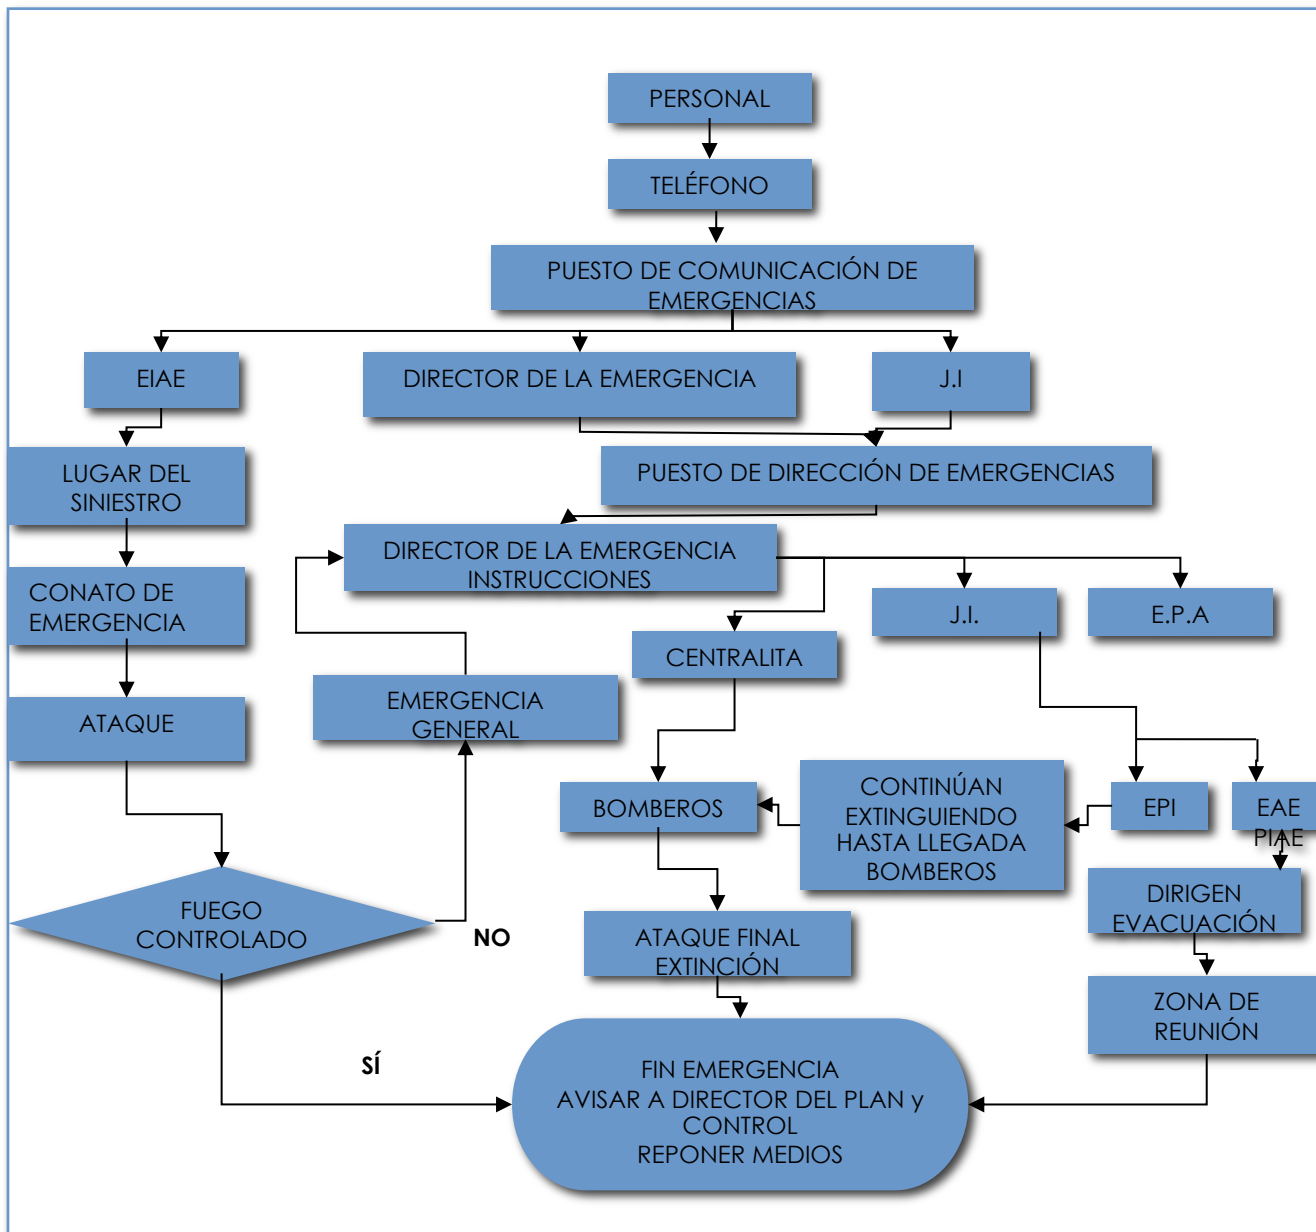 PERSONAL
TELÉFONO
PUESTO DE COMUNICACIÓN DE
EMERGENCIAS
EIAE
DIRECTOR DE LA EMERGENCIA
J.I
LUGAR DEL
SINIESTRO
PUESTO DE DIRECCIÓN DE EMERGENCIAS
DIRECTOR DE LA EMERGENCIA
INSTRUCCIONES
CONATO DE
EMERGENCIA
J.I.
E.P.A
CENTRALITA
ATAQUE
EMERGENCIA
GENERAL
BOMBEROS
CONTINÚAN
EXTINGUIENDO
HASTA LLEGADA
BOMBEROS
EPI
EAE
PIAE
FUEGO
CONTROLADO
NO
ATAQUE FINAL
EXTINCIÓN
DIRIGEN
EVACUACIÓN
ZONA DE
REUNIÓN
SÍ
FIN EMERGENCIA
AVISAR A DIRECTOR DEL PLAN y
CONTROL
REPONER MEDIOS